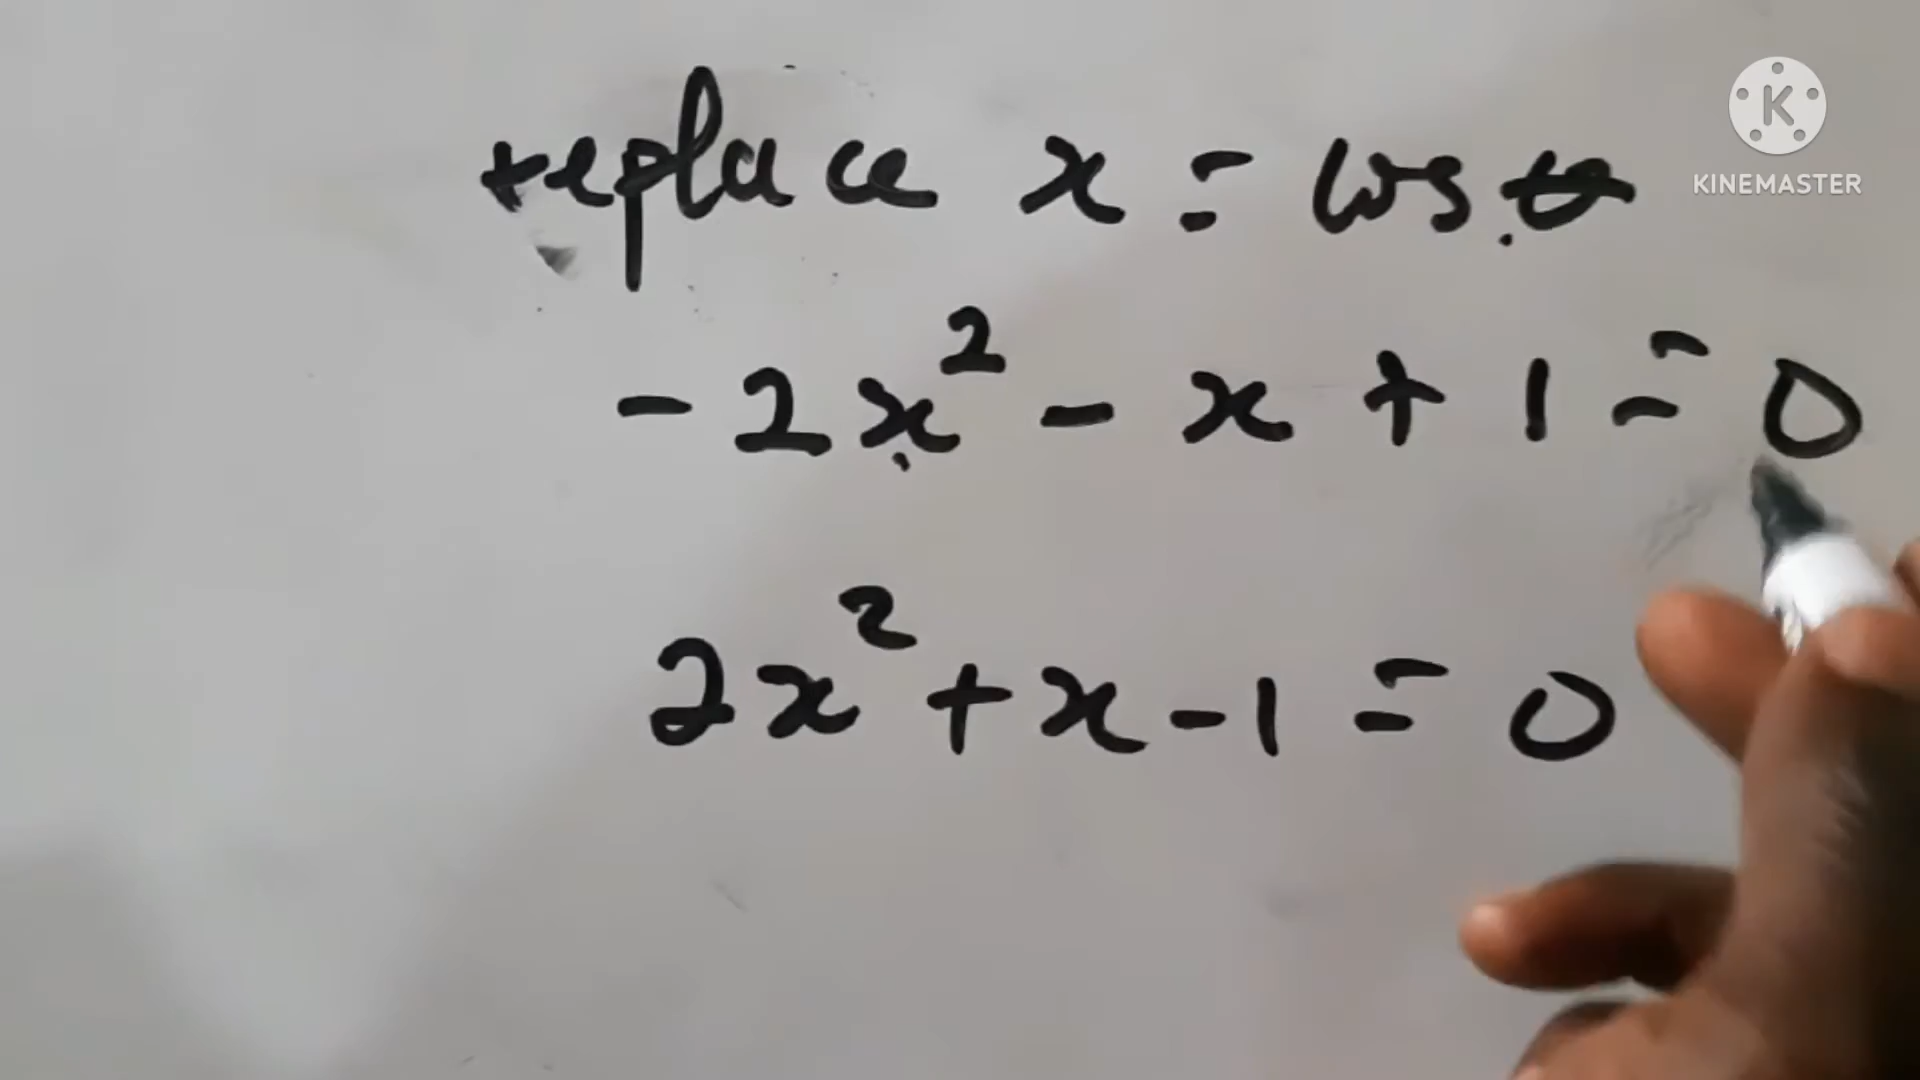 replace x = cos θ
KINEMASTER
-2x² - x + 1 = 0
2x² + x - 1 = 0